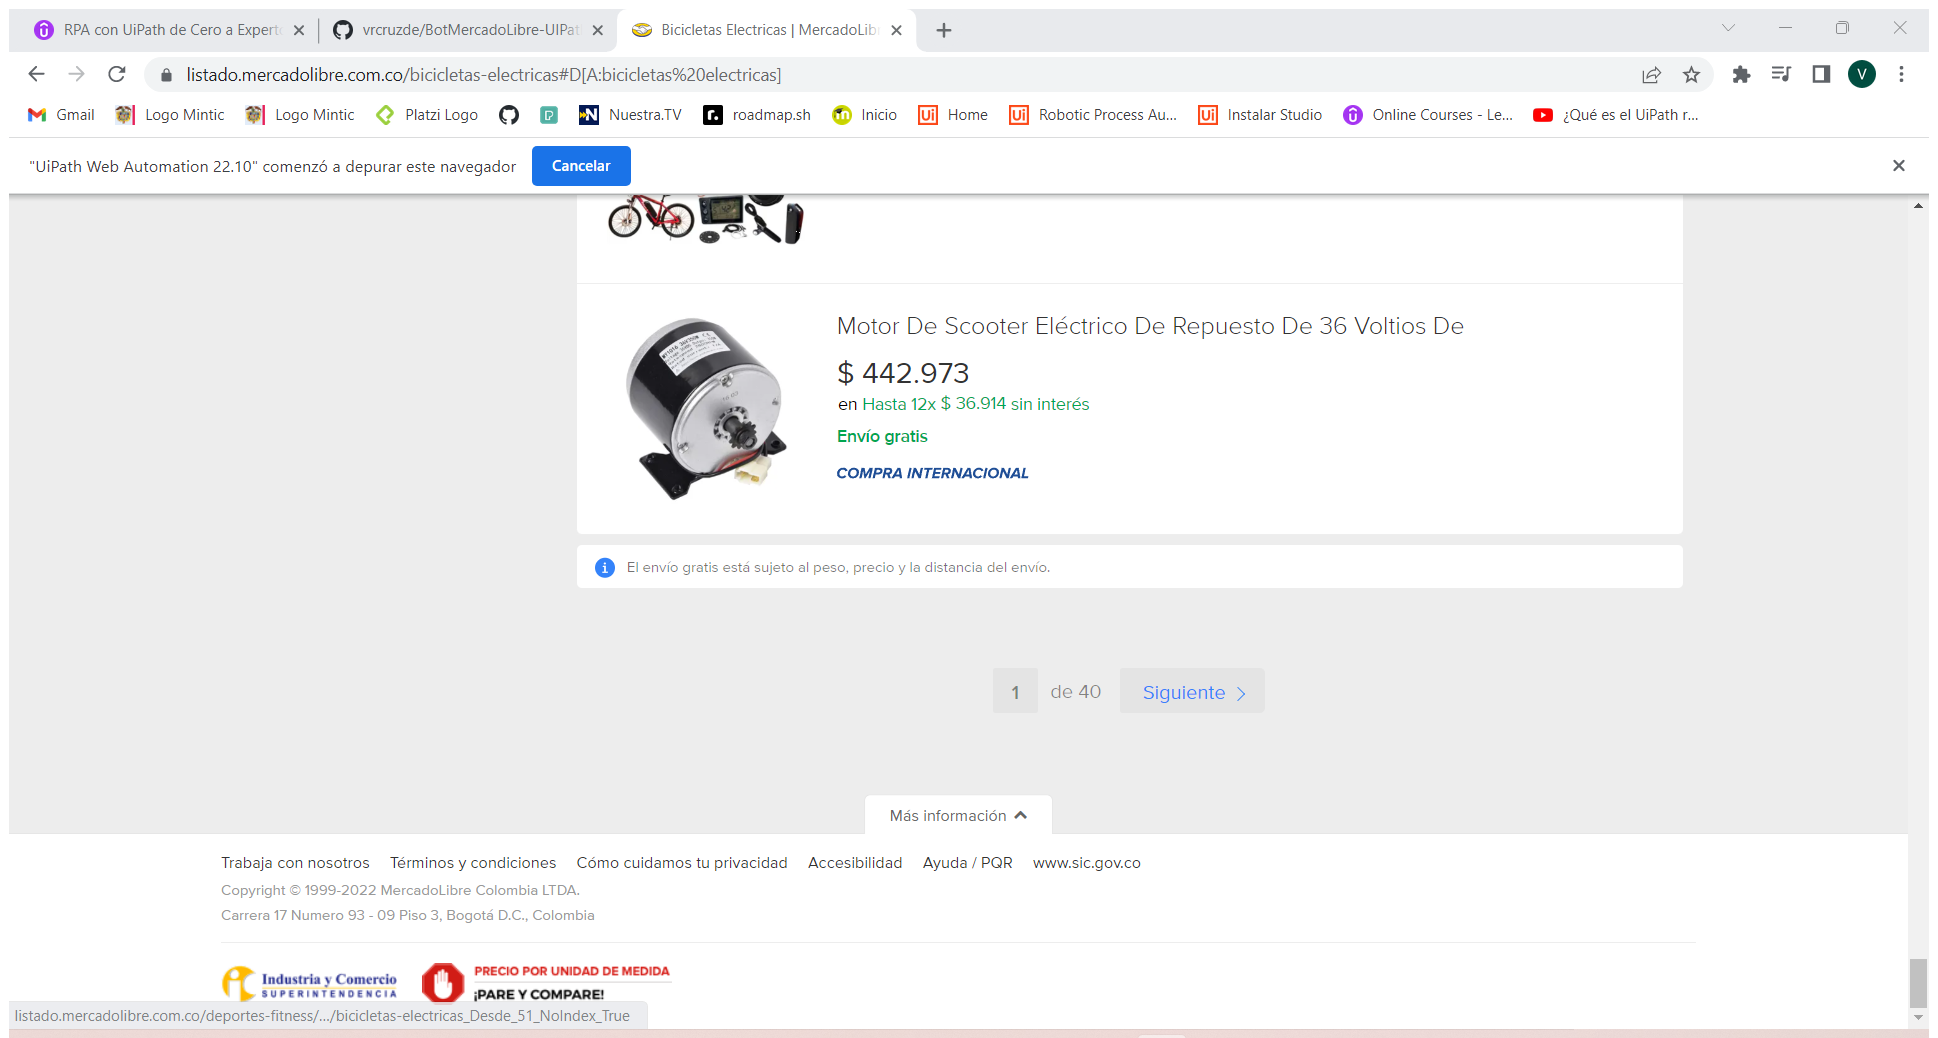 RPA con UiPath de Cero a Experto
vrcruzde/BotMercadoLibre-UIPat
Bicicletas Electricas | MercadoLib
listado.mercadolibre.com.co/bicicletas-electricas#D[A:bicicletas%20electricas]
V
Gmail
Logo Mintic
Logo Mintic
Platzi Logo
Nuestra.TV
roadmap.sh
Inicio
Home
Robotic Process Au...
Instalar Studio
Online Courses - Le...
¿Qué es el UiPath r...
"UiPath Web Automation 22.10" comenzó a depurar este navegador
Cancelar
Motor De Scooter Eléctrico De Repuesto De 36 Voltios De
$ 442.973
en Hasta 12x $ 36.914 sin interés
Envío gratis
COMPRA INTERNACIONAL
El envío gratis está sujeto al peso, precio y la distancia del envío.
1 de 40 Siguiente
Más información
Trabaja con nosotros Términos y condiciones Cómo cuidamos tu privacidad Accesibilidad Ayuda / PQR www.sic.gov.co
Copyright © 1999-2022 MercadoLibre Colombia LTDA.
Carrera 17 Numero 93 - 09 Piso 3, Bogotá D.C., Colombia
Industria y Comercio
SUPERINTENDENCIA
PRECIO POR UNIDAD DE MEDIDA
¡PARE Y COMPARE!
listado.mercadolibre.com.co/deportes-fitness/.../bicicletas-electricas_Desde_51_NoIndex_True